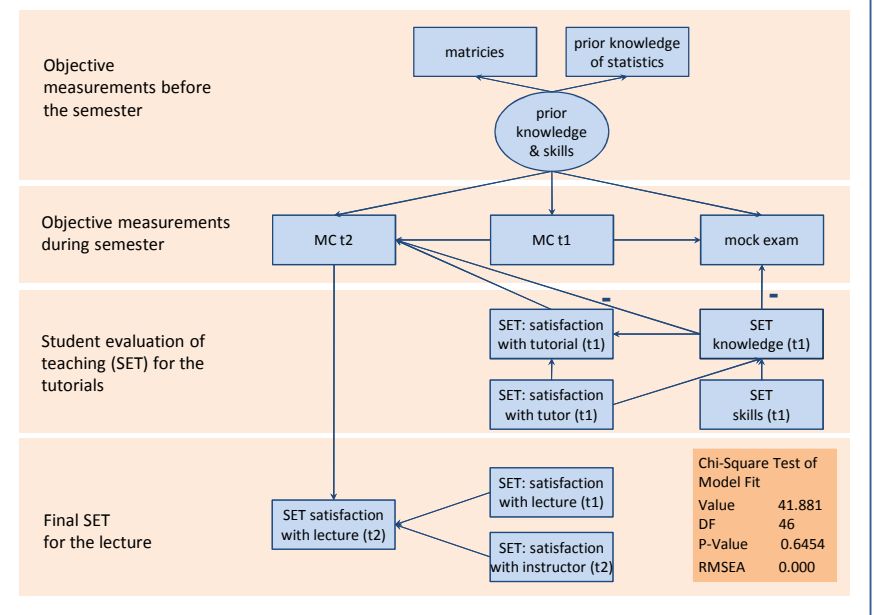 Objective
measurements before
the semester
matricies
prior knowledge
of statistics
prior
knowledge
& skills
Objective measurements
during semester
MC t2
MC t1
mock exam
-
-
Student evaluation of
teaching (SET) for the
tutorials
SET: satisfaction
with tutorial (t1)
SET
knowledge (t1)
SET: satisfaction
with tutor (t1)
SET
skills (t1)
Final SET
for the lecture
SET satisfaction
with lecture (t2)
SET: satisfaction
with lecture (t1)
SET: satisfaction
with instructor (t2)
Chi-Square Test of
Model Fit
Value 41.881
DF 46
P-Value 0.6454
RMSEA 0.000